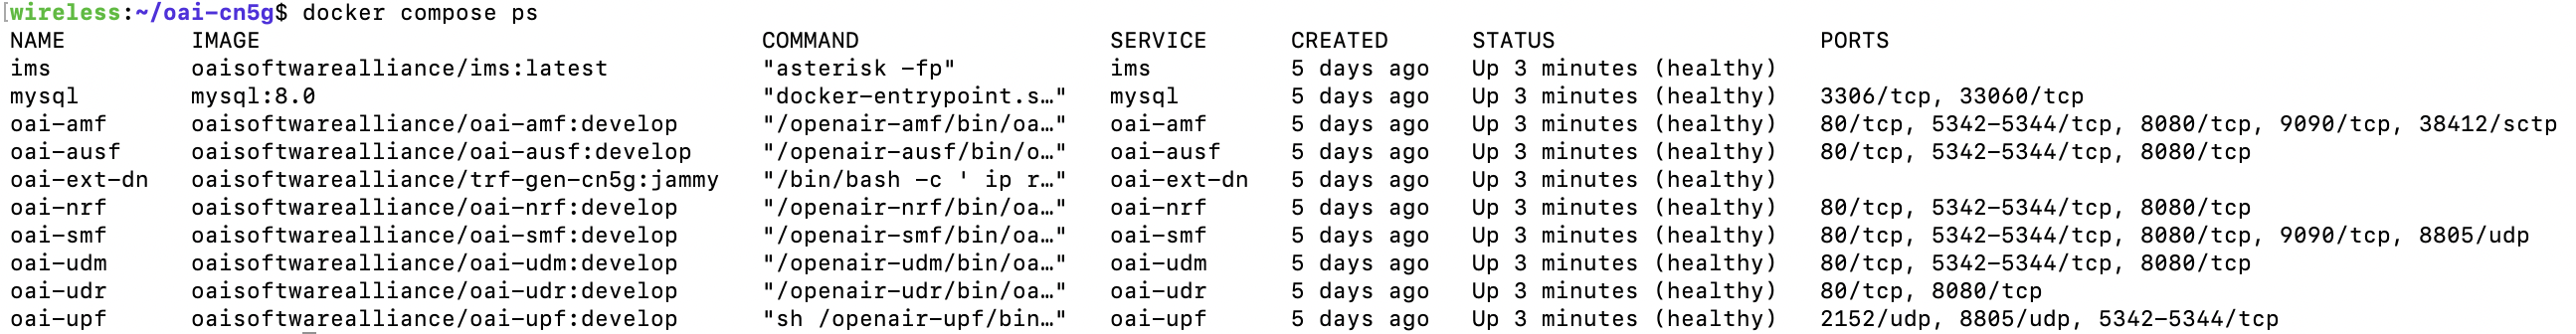 [wireless:~/oai-cn5g$ docker compose ps
NAME IMAGE COMMAND SERVICE CREATED STATUS PORTS
ims oaisoftwarealliance/ims:latest "asterisk -fp" ims 5 days ago Up 3 minutes (healthy)
mysql mysql:8.0 "docker-entrypoint.s…" mysql 5 days ago Up 3 minutes (healthy) 3306/tcp, 33060/tcp
oai-amf oaisoftwarealliance/oai-amf:develop "/openair-amf/bin/oa…" oai-amf 5 days ago Up 3 minutes (healthy) 80/tcp, 5342-5344/tcp, 8080/tcp, 9090/tcp, 38412/sctp
oai-ausf oaisoftwarealliance/oai-ausf:develop "/openair-ausf/bin/o…" oai-ausf 5 days ago Up 3 minutes (healthy) 80/tcp, 5342-5344/tcp, 8080/tcp
oai-ext-dn oaisoftwarealliance/trf-gen-cn5g:jammy "/bin/bash -c ' ip r…" oai-ext-dn 5 days ago Up 3 minutes (healthy)
oai-nrf oaisoftwarealliance/oai-nrf:develop "/openair-nrf/bin/oa…" oai-nrf 5 days ago Up 3 minutes (healthy) 80/tcp, 5342-5344/tcp, 8080/tcp
oai-smf oaisoftwarealliance/oai-smf:develop "/openair-smf/bin/oa…" oai-smf 5 days ago Up 3 minutes (healthy) 80/tcp, 5342-5344/tcp, 8080/tcp, 9090/tcp, 8805/udp
oai-udm oaisoftwarealliance/oai-udm:develop "/openair-udm/bin/oa…" oai-udm 5 days ago Up 3 minutes (healthy) 80/tcp, 5342-5344/tcp, 8080/tcp
oai-udr oaisoftwarealliance/oai-udr:develop "/openair-udr/bin/oa…" oai-udr 5 days ago Up 3 minutes (healthy) 80/tcp, 8080/tcp
oai-upf oaisoftwarealliance/oai-upf:develop "sh /openair-upf/bin…" oai-upf 5 days ago Up 3 minutes (healthy) 2152/udp, 8805/udp, 5342-5344/tcp